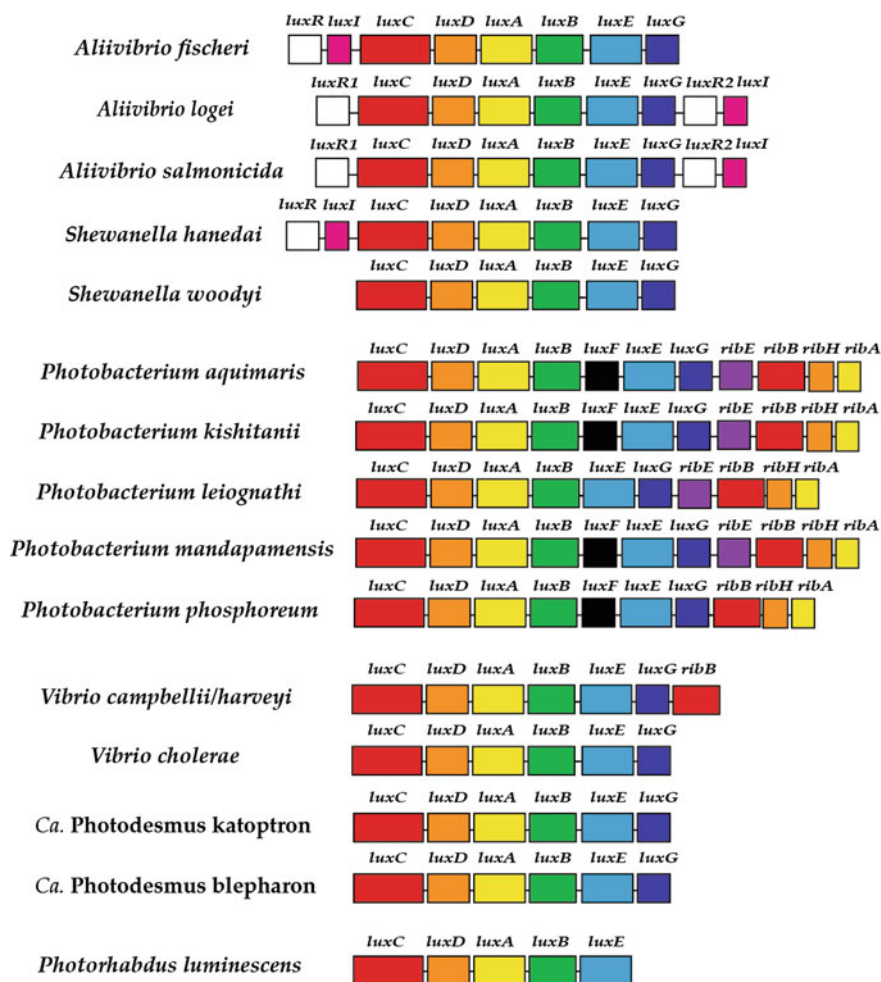 luxR luxI luxC luxD luxA luxB luxE luxG
Aliivibrio fischeri
luxR1 luxC luxD luxA luxB luxE luxG luxR2 luxI
Aliivibrio logei
luxR1 luxC luxD luxA luxB luxE luxG luxR2 luxI
Aliivibrio salmonicida
luxR luxI luxC luxD luxA luxB luxE luxG
Shewanella hanedai
luxC luxD luxA luxB luxE luxG
Shewanella woodyi
luxC luxD luxA luxB luxF luxE luxG ribE ribB ribH ribA
Photobacterium aquimaris
luxC luxD luxA luxB luxF luxE luxG ribE ribB ribH ribA
Photobacterium kishitanii
luxC luxD luxA luxB luxE luxG ribE ribB ribH ribA
Photobacterium leiognathi
luxC luxD luxA luxB luxF luxE luxG ribE ribB ribH ribA
Photobacterium mandapamensis
luxC luxD luxA luxB luxF luxE luxG ribB ribH ribA
Photobacterium phosphoreum
luxC luxD luxA luxB luxE luxG ribB
Vibrio campbellii/harveyi
luxC luxD luxA luxB luxE luxG
Vibrio cholerae
luxC luxD luxA luxB luxE luxG
Ca. Photodesmus katoptron
luxC luxD luxA luxB luxE luxG
Ca. Photodesmus blepharon
luxC luxD luxA luxB luxE
Photorhabdus luminescens